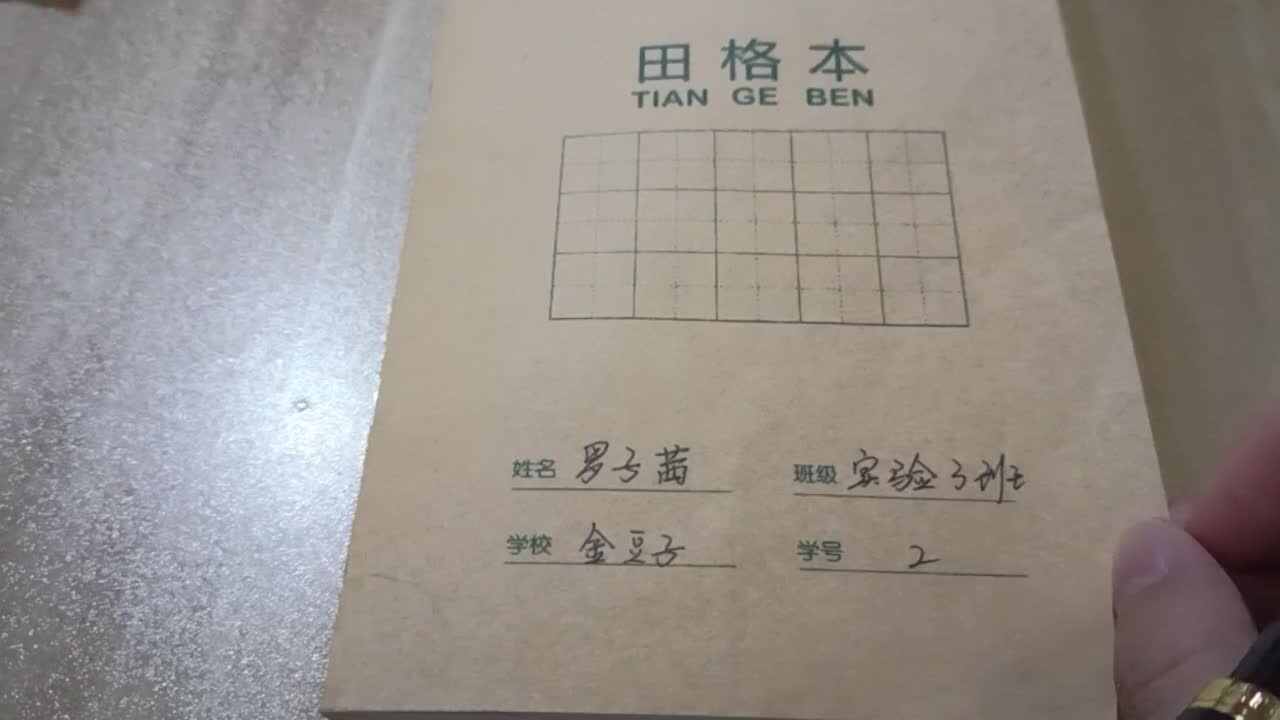 田格本
TIAN GE BEN
姓名 罗子茜 班级 实验3班
学校 金豆子 学号 2